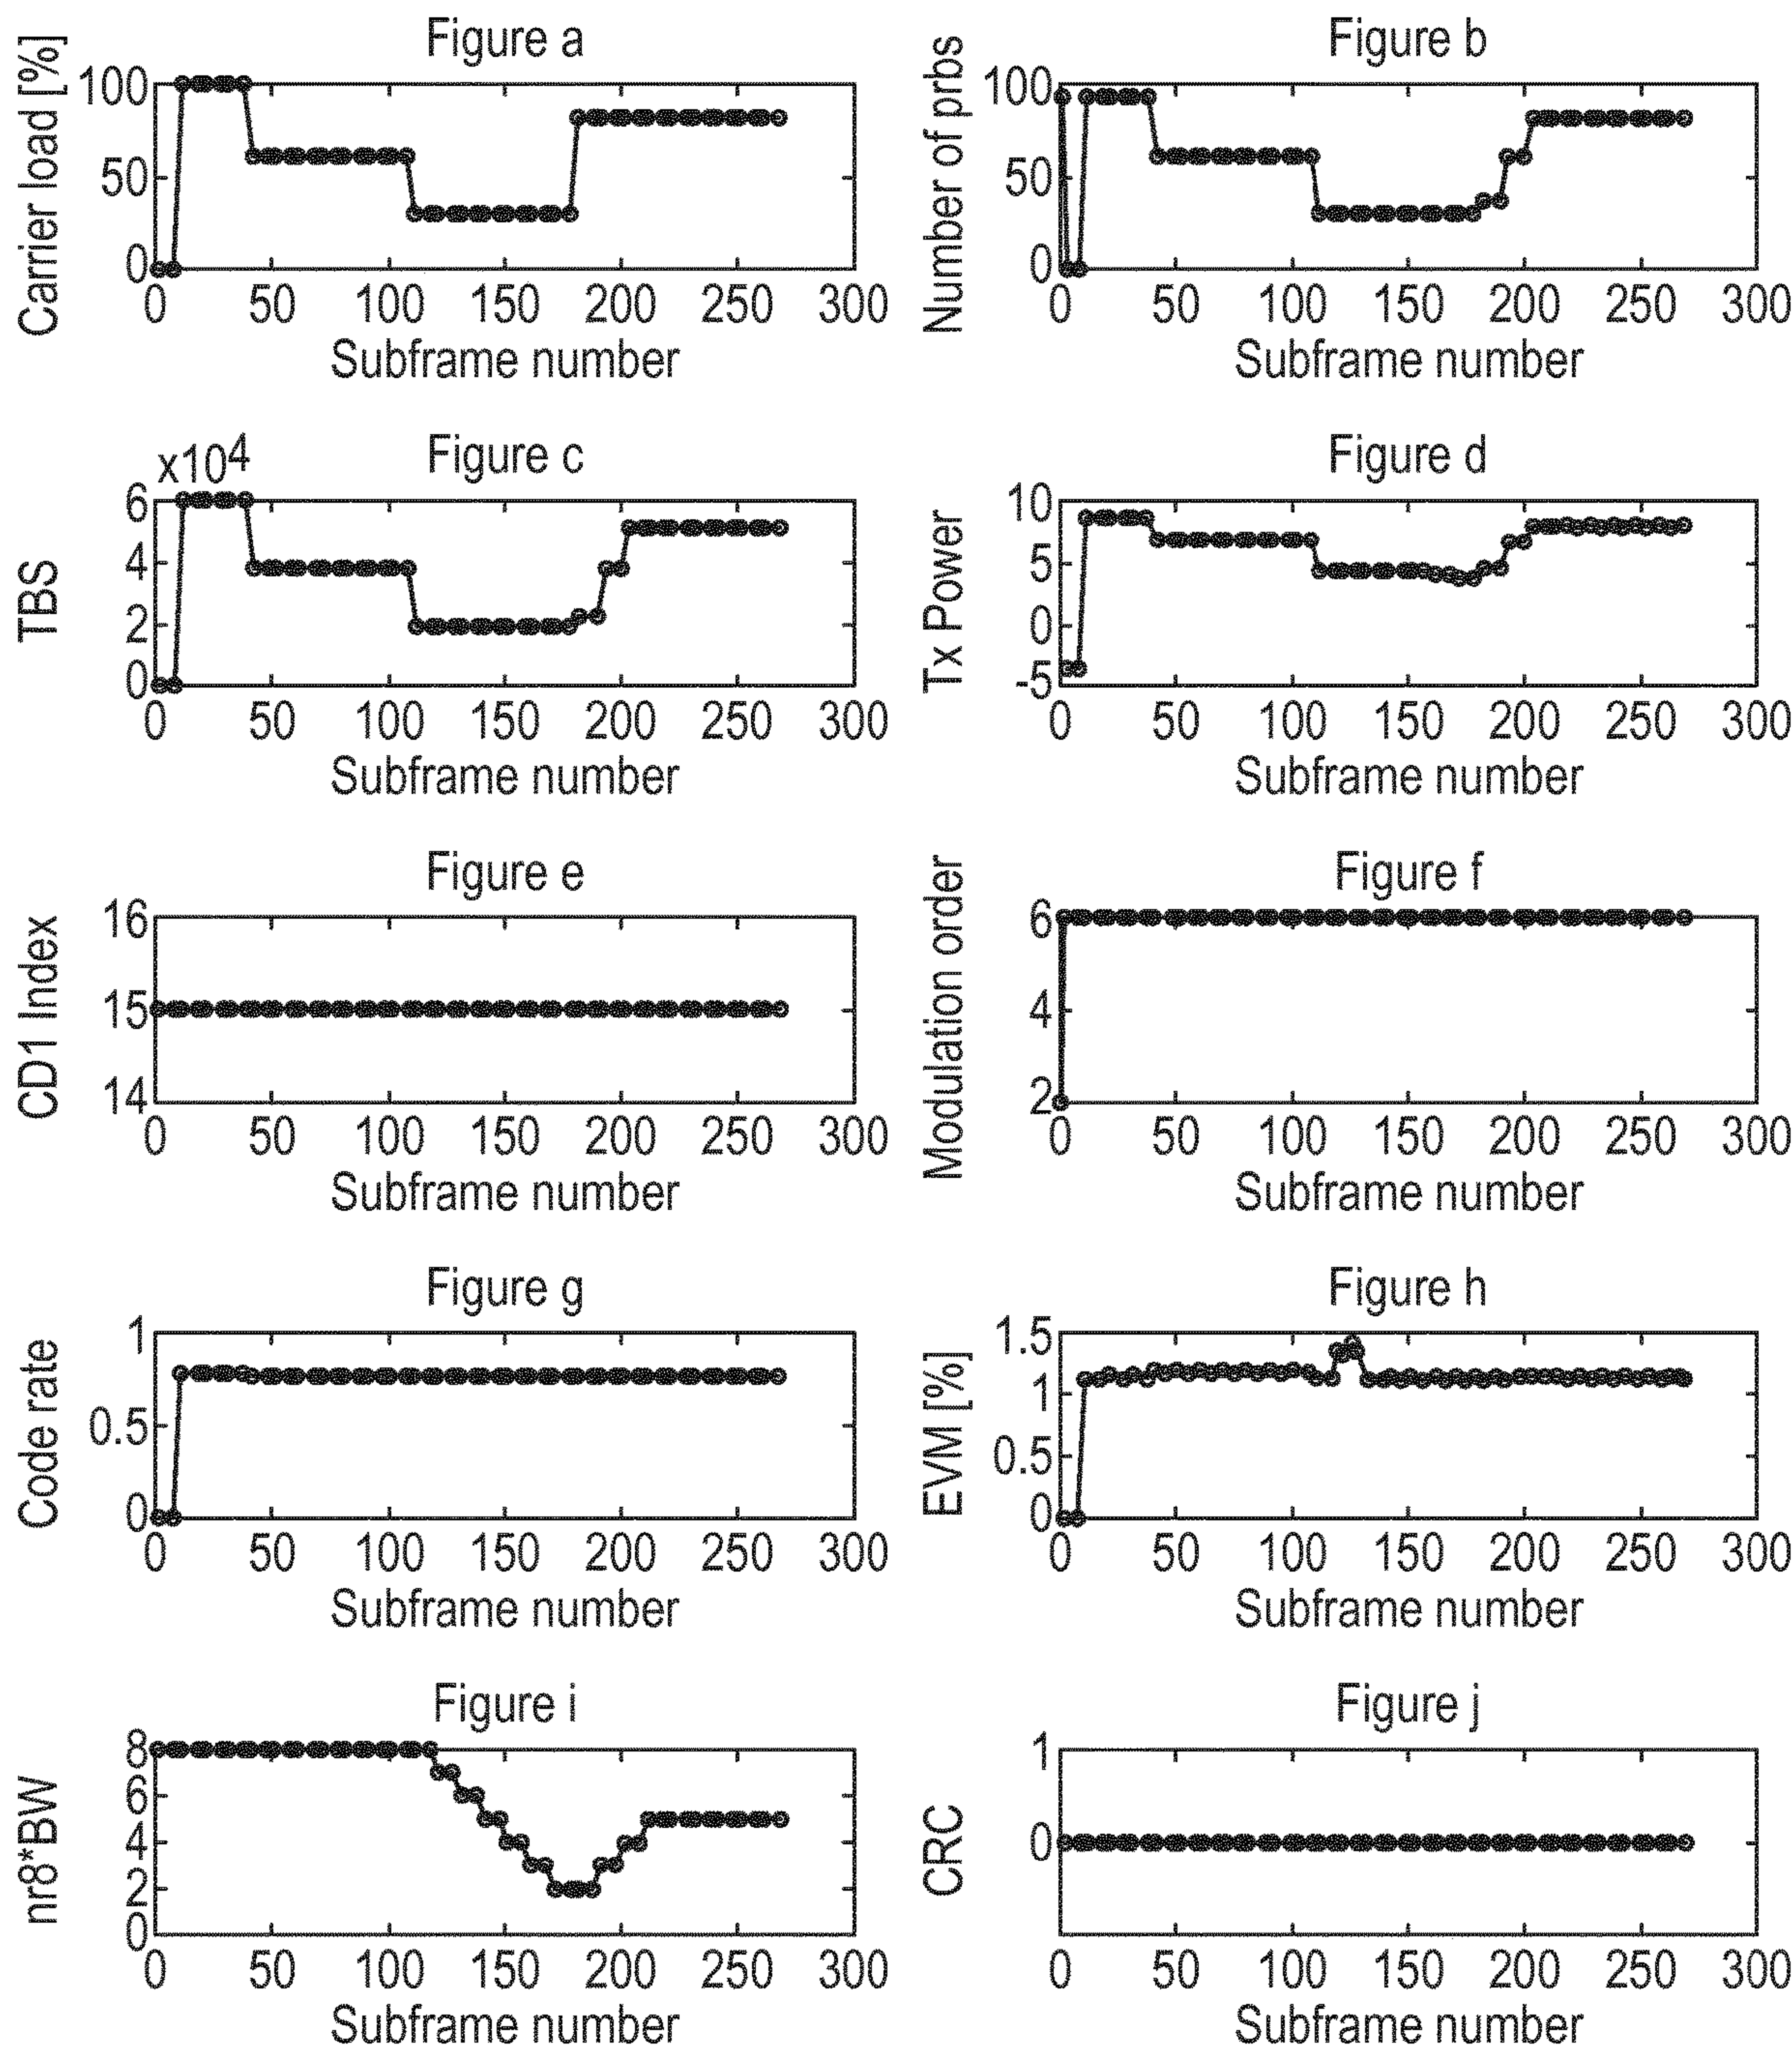 Figure a
Carrier load [%]
100
50
0
0 50 100 150 200 250 300
Subframe number
Figure b
Number of prbs
100
50
0
0 50 100 150 200 250 300
Subframe number
Figure c
x10^4
TBS
6
4
2
0
0 50 100 150 200 250 300
Subframe number
Figure d
Tx Power
10
5
0
-5
0 50 100 150 200 250 300
Subframe number
Figure e
CD1 Index
16
15
14
0 50 100 150 200 250 300
Subframe number
Figure f
Modulation order
6
4
2
0 50 100 150 200 250 300
Subframe number
Figure g
Code rate
1
0.5
0
0 50 100 150 200 250 300
Subframe number
Figure h
EVM [%]
1.5
1
0.5
0
0 50 100 150 200 250 300
Subframe number
Figure i
nr8*BW
8
6
4
2
0
0 50 100 150 200 250 300
Subframe number
Figure j
CRC
1
0
0 50 100 150 200 250 300
Subframe number